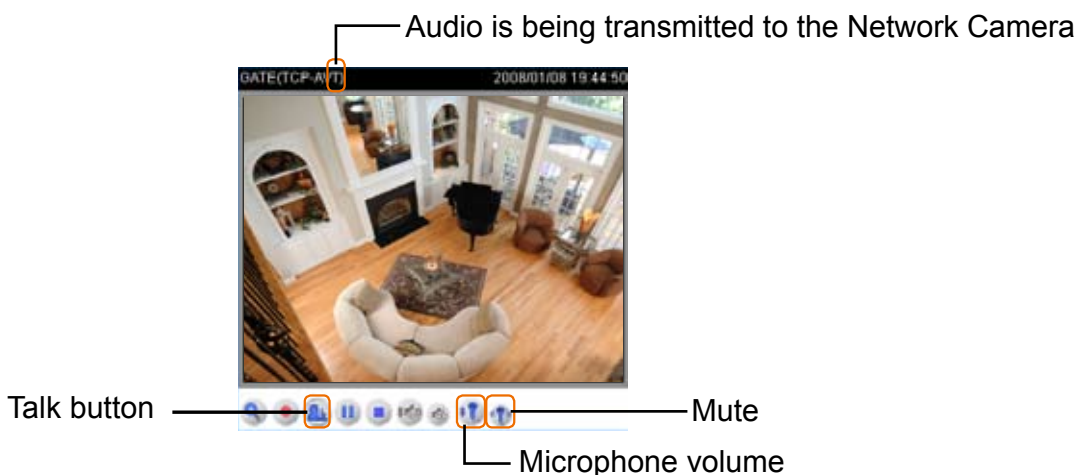 Audio is being transmitted to the Network Camera
GATE(TCP-AVT) 2008/01/08 19:44:50
Talk button
Mute
Microphone volume